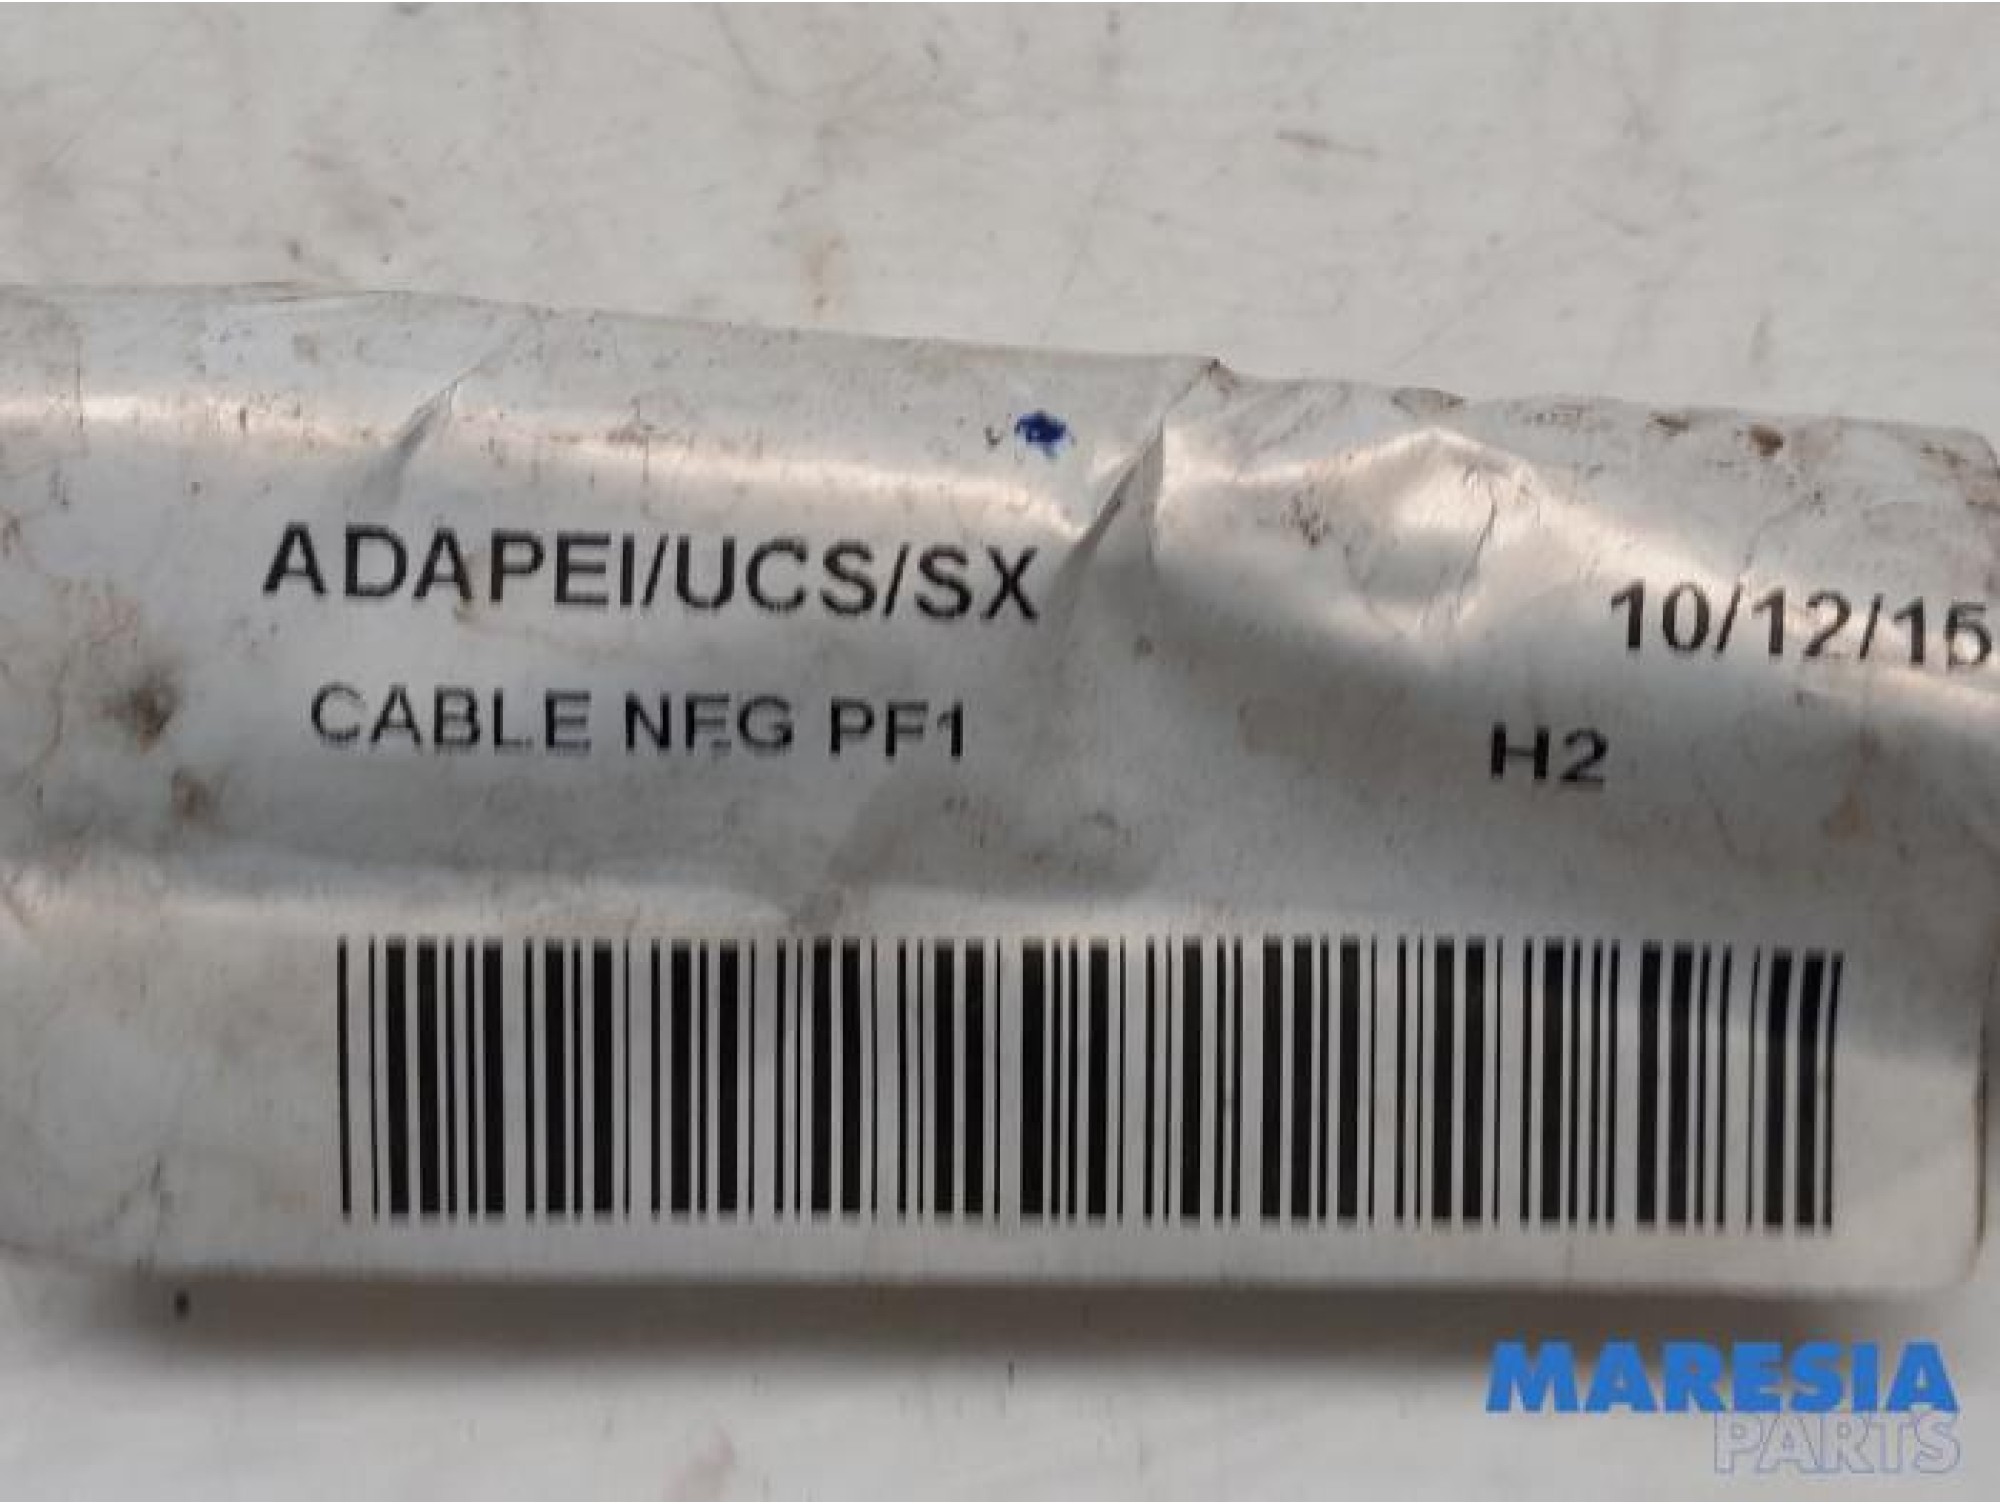 ADAPEI/UCS/SX 10/12/15
CABLE NEG PF1 H2
MARESIA
PARTS